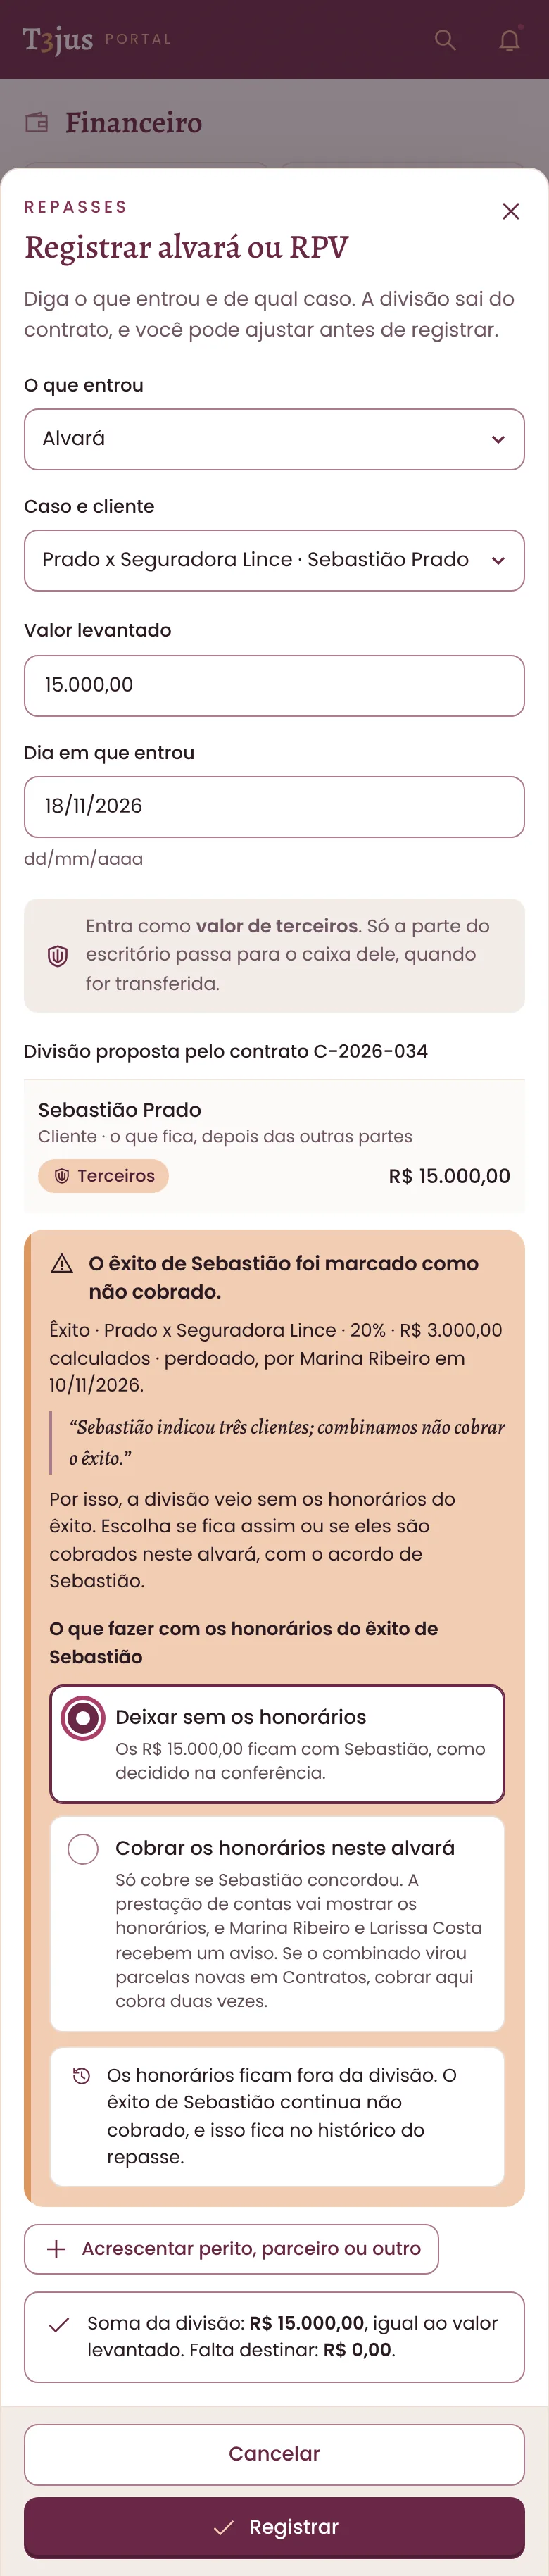 T3jus PORTAL
Financeiro
REPASSES
Registrar alvará ou RPV
Diga o que entrou e de qual caso. A divisão sai do
contrato, e você pode ajustar antes de registrar.
O que entrou
Alvará
Caso e cliente
Prado x Seguradora Lince · Sebastião Prado
Valor levantado
15.000,00
Dia em que entrou
18/11/2026
dd/mm/aaaa
Entra como valor de terceiros. Só a parte do
escritório passa para o caixa dele, quando
for transferida.
Divisão proposta pelo contrato C-2026-034
Sebastião Prado
Cliente · o que fica, depois das outras partes
Terceiros
R$ 15.000,00
O êxito de Sebastião foi marcado como
não cobrado.
Êxito · Prado x Seguradora Lince · 20% · R$ 3.000,00
calculados · perdoado, por Marina Ribeiro em
10/11/2026.
“Sebastião indicou três clientes; combinamos não cobrar
o êxito.”
Por isso, a divisão veio sem os honorários do
êxito. Escolha se fica assim ou se eles são
cobrados neste alvará, com o acordo de
Sebastião.
O que fazer com os honorários do êxito de
Sebastião
Deixar sem os honorários
Os R$ 15.000,00 ficam com Sebastião, como
decidido na conferência.
Cobrar os honorários neste alvará
Só cobre se Sebastião concordou. A
prestação de contas vai mostrar os
honorários, e Marina Ribeiro e Larissa Costa
recebem um aviso. Se o combinado virou
parcelas novas em Contratos, cobrar aqui
cobra duas vezes.
Os honorários ficam fora da divisão. O
êxito de Sebastião continua não
cobrado, e isso fica no histórico do
repasse.
Acrescentar perito, parceiro ou outro
Soma da divisão: R$ 15.000,00, igual ao valor
levantado. Falta destinar: R$ 0,00.
Cancelar
Registrar